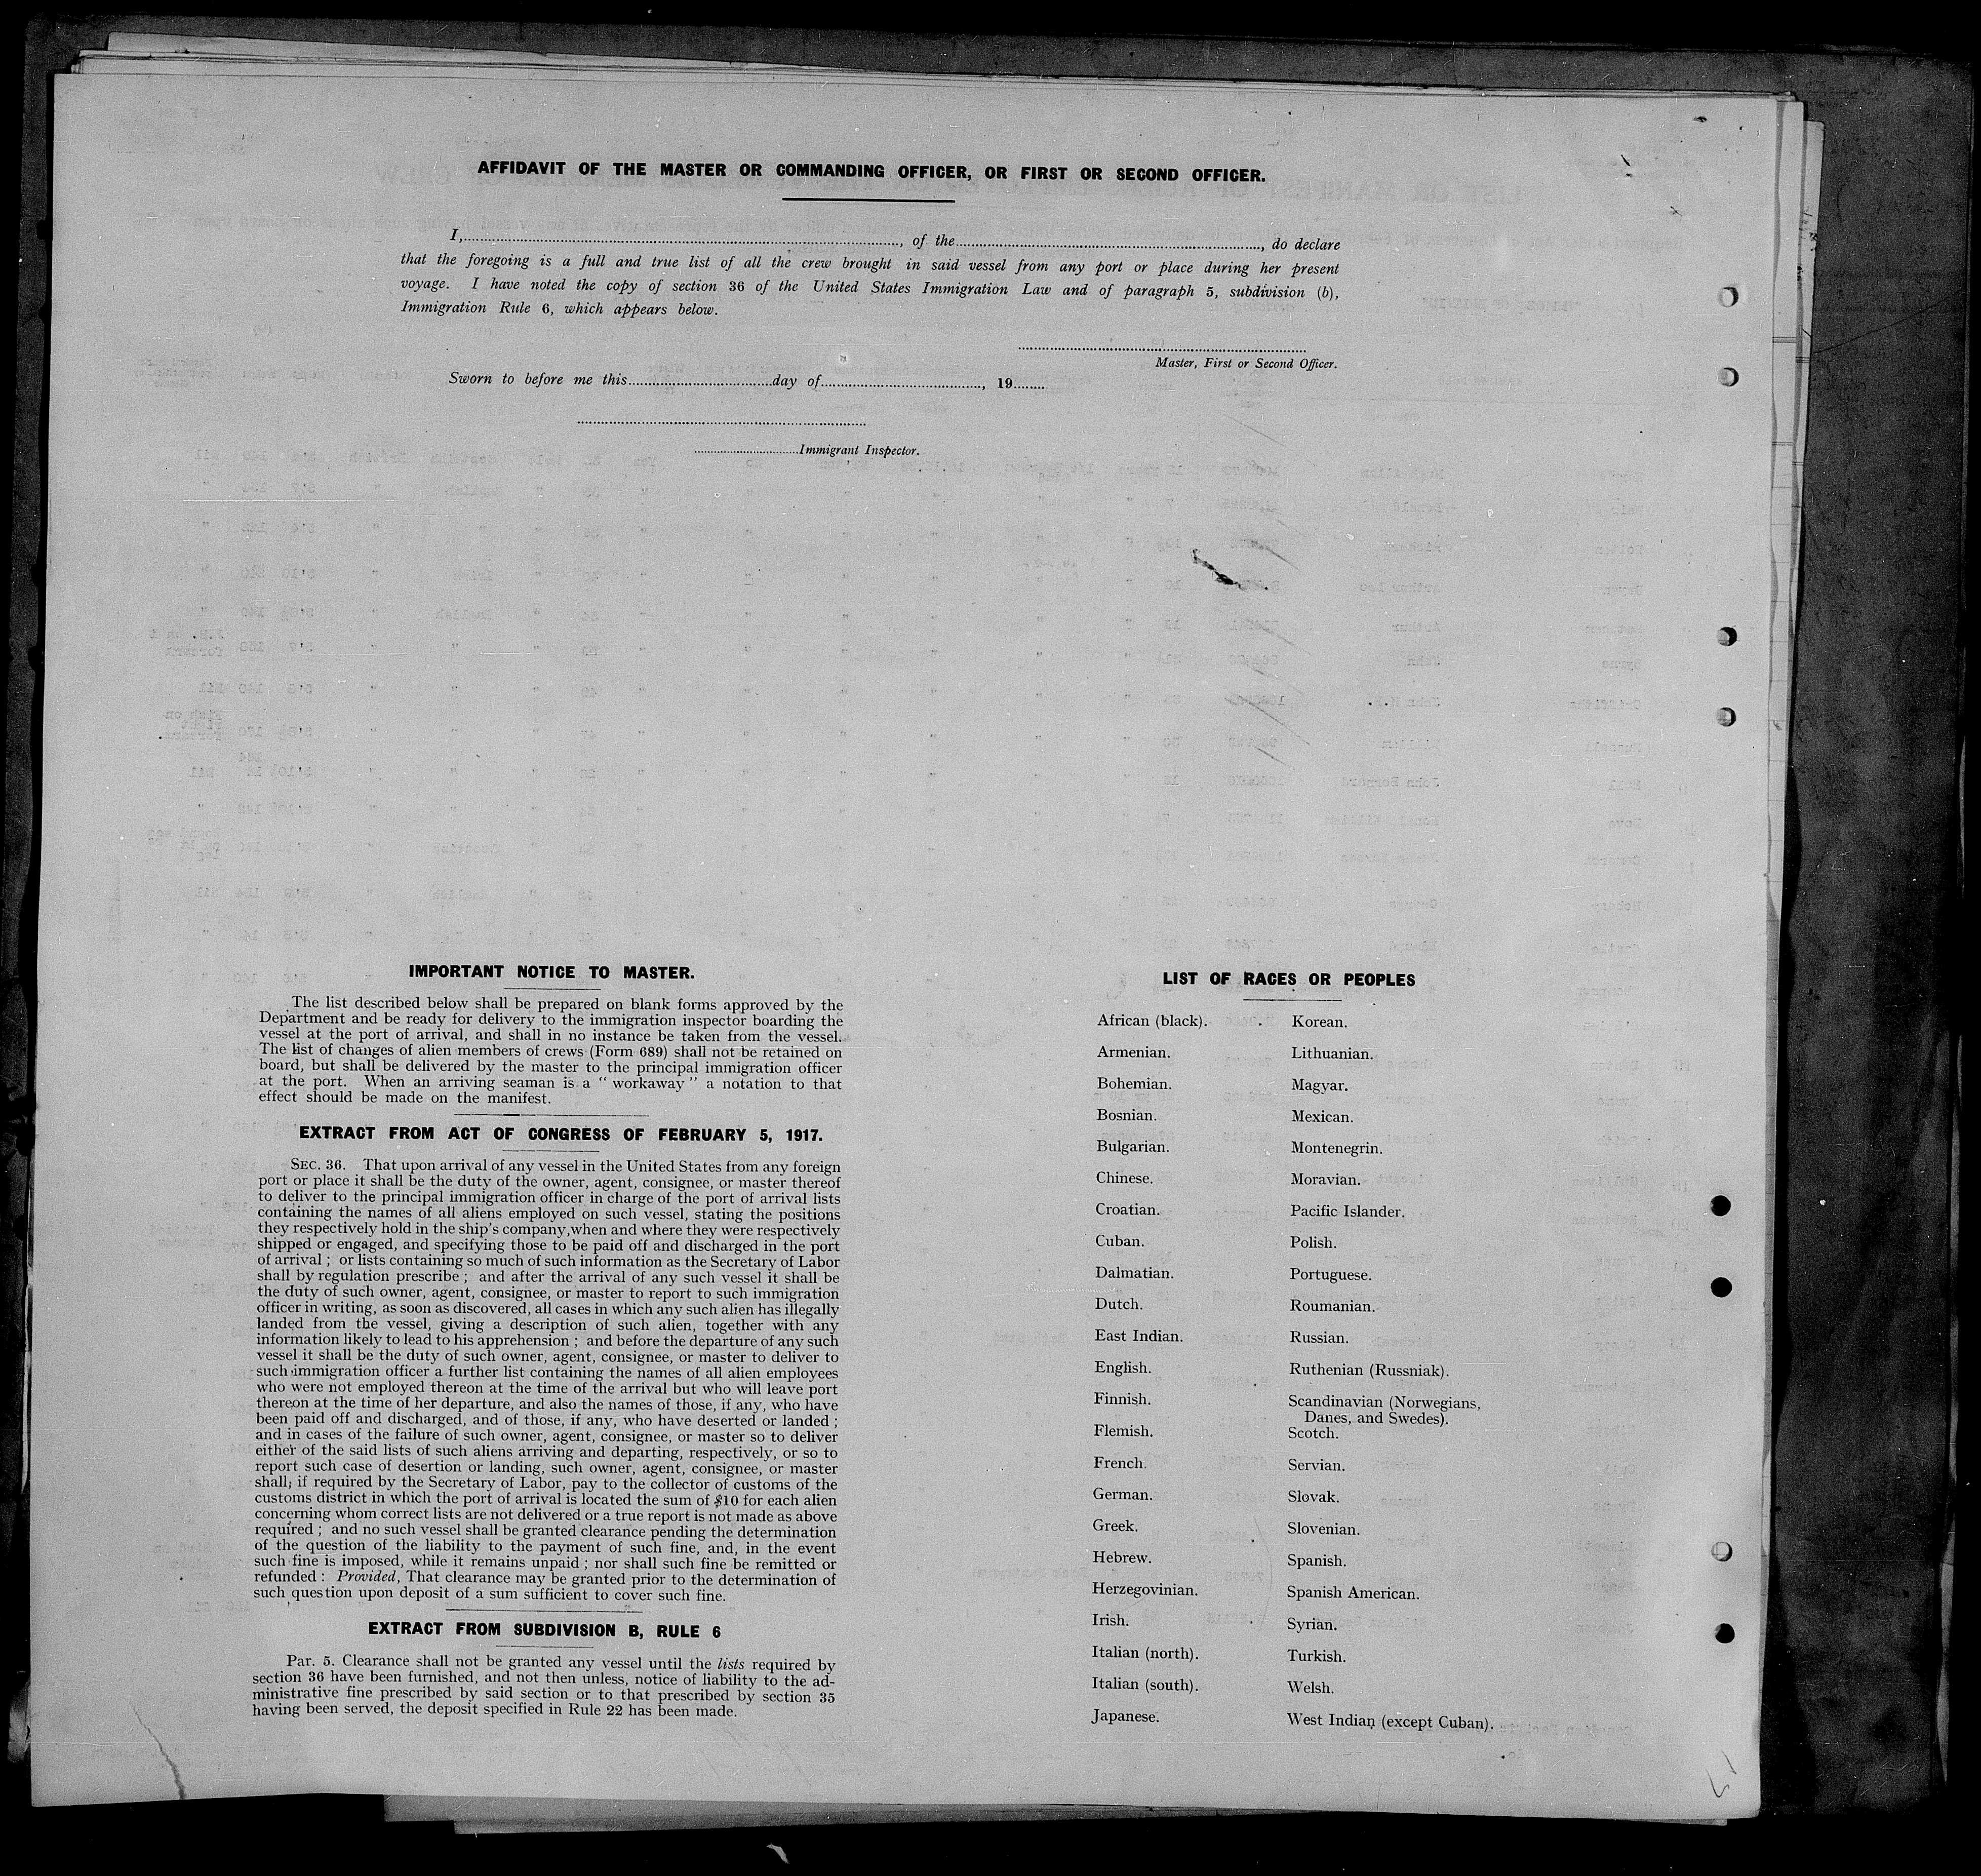 AFFIDAVIT OF THE MASTER OR COMMANDING OFFICER, OR FIRST OR SECOND OFFICER.
I,........................................, of the........................................, do declare
that the foregoing is a full and true list of all the crew brought in said vessel from any port or place during her present
voyage. I have noted the copy of section 36 of the United States Immigration Law and of paragraph 5, subdivision (b),
Immigration Rule 6, which appears below.
Master, First or Second Officer.
Sworn to before me this....................day of...................., 19........
....................Immigrant Inspector.
IMPORTANT NOTICE TO MASTER.
The list described below shall be prepared on blank forms approved by the
Department and be ready for delivery to the immigration inspector boarding the
vessel at the port of arrival, and shall in no instance be taken from the vessel.
The list of changes of alien members of crews (Form 689) shall not be retained on
board, but shall be delivered by the master to the principal immigration officer
at the port. When an arriving seaman is a " workaway " a notation to that
effect should be made on the manifest.
EXTRACT FROM ACT OF CONGRESS OF FEBRUARY 5, 1917.
SEC. 36. That upon arrival of any vessel in the United States from any foreign
port or place it shall be the duty of the owner, agent, consignee, or master thereof
to deliver to the principal immigration officer in charge of the port of arrival lists
containing the names of all aliens employed on such vessel, stating the positions
they respectively hold in the ship's company, when and where they were respectively
shipped or engaged, and specifying those to be paid off and discharged in the port
of arrival ; or lists containing so much of such information as the Secretary of Labor
shall by regulation prescribe ; and after the arrival of any such vessel it shall be
the duty of such owner, agent, consignee, or master to report to such immigration
officer in writing, as soon as discovered, all cases in which any such alien has illegally
landed from the vessel, giving a description of such alien, together with any
information likely to lead to his apprehension ; and before the departure of any such
vessel it shall be the duty of such owner, agent, consignee, or master to deliver to
such immigration officer a further list containing the names of all alien employees
who were not employed thereon at the time of the arrival but who will leave port
thereon at the time of her departure, and also the names of those, if any, who have
been paid off and discharged, and of those, if any, who have deserted or landed ;
and in cases of the failure of such owner, agent, consignee, or master so to deliver
either of the said lists of such aliens arriving and departing, respectively, or so to
report such case of desertion or landing, such owner, agent, consignee, or master
shall, if required by the Secretary of Labor, pay to the collector of customs of the
customs district in which the port of arrival is located the sum of $10 for each alien
concerning whom correct lists are not delivered or a true report is not made as above
required ; and no such vessel shall be granted clearance pending the determination
of the question of the liability to the payment of such fine, and, in the event
such fine is imposed, while it remains unpaid ; nor shall such fine be remitted or
refunded : Provided, That clearance may be granted prior to the determination of
such question upon deposit of a sum sufficient to cover such fine.
EXTRACT FROM SUBDIVISION B, RULE 6
Par. 5. Clearance shall not be granted any vessel until the lists required by
section 36 have been furnished, and not then unless, notice of liability to the ad-
ministrative fine prescribed by said section or to that prescribed by section 35
having been served, the deposit specified in Rule 22 has been made.
LIST OF RACES OR PEOPLES
African (black).
Armenian.
Bohemian.
Bosnian.
Bulgarian.
Chinese.
Croatian.
Cuban.
Dalmatian.
Dutch.
East Indian.
English.
Finnish.
Flemish.
French.
German.
Greek.
Hebrew.
Herzegovinian.
Irish.
Italian (north).
Italian (south).
Japanese.
Korean.
Lithuanian.
Magyar.
Mexican.
Montenegrin.
Moravian.
Pacific Islander.
Polish.
Portuguese.
Roumanian.
Russian.
Ruthenian (Russniak).
Scandinavian (Norwegians,
Danes, and Swedes).
Scotch.
Servian.
Slovak.
Slovenian.
Spanish.
Spanish American.
Syrian.
Turkish.
Welsh.
West Indian (except Cuban).